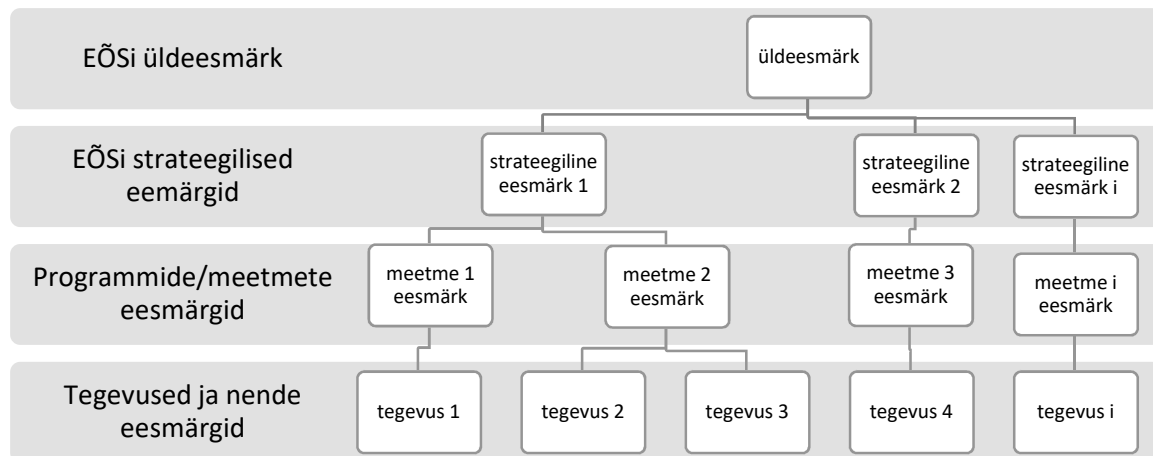 EÕSi üldeesmärk
üldeesmärk
EÕSi strateegilised
eemärgid
strateegiline
eesmärk 1
strateegiline
eesmärk 2
strateegiline
eesmärk i
Programmide/meetmete
eesmärgid
meetme 1
eesmärk
meetme 2
eesmärk
meetme 3
eesmärk
meetme i
eesmärk
Tegevused ja nende
eesmärgid
tegevus 1
tegevus 2
tegevus 3
tegevus 4
tegevus i